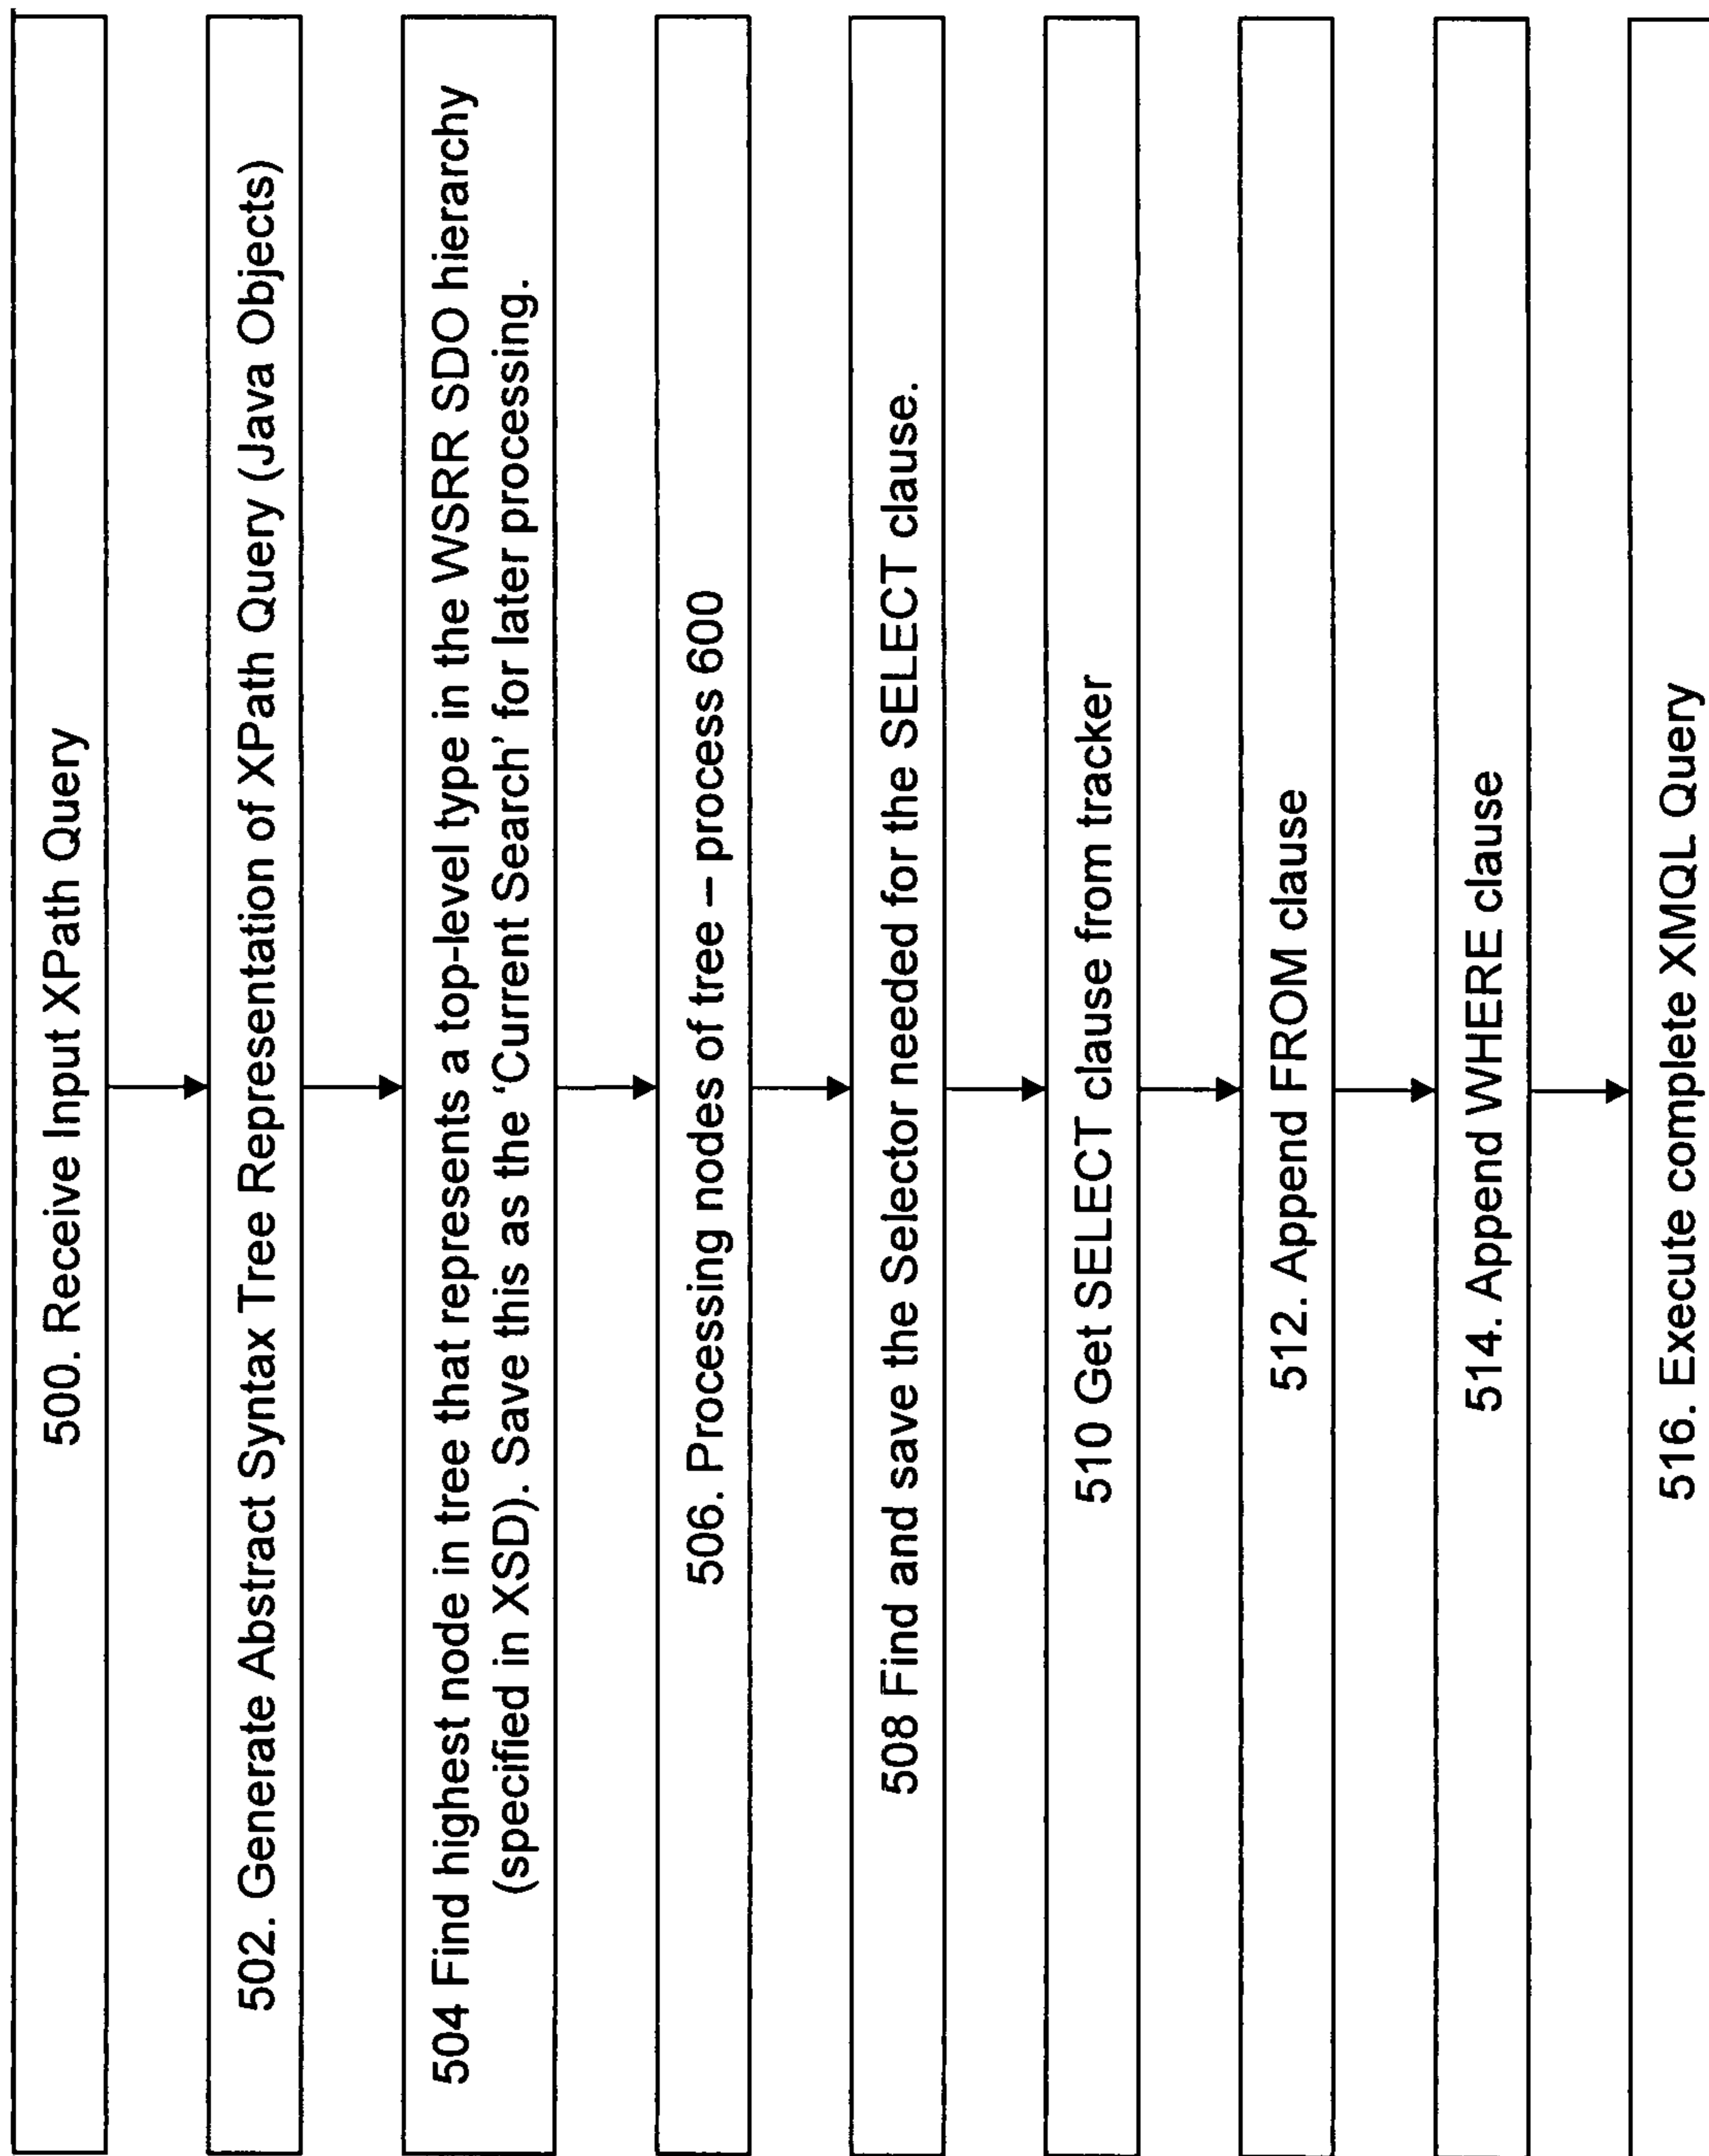 500. Receive Input XPath Query
502. Generate Abstract Syntax Tree Representation of XPath Query (Java Objects)
504 Find highest node in tree that represents a top-level type in the WSRR SDO hierarchy
(specified in XSD). Save this as the ‘Current Search’ for later processing.
506. Processing nodes of tree – process 600
508 Find and save the Selector needed for the SELECT clause.
510 Get SELECT clause from tracker
512. Append FROM clause
514. Append WHERE clause
516. Execute complete XMQL Query